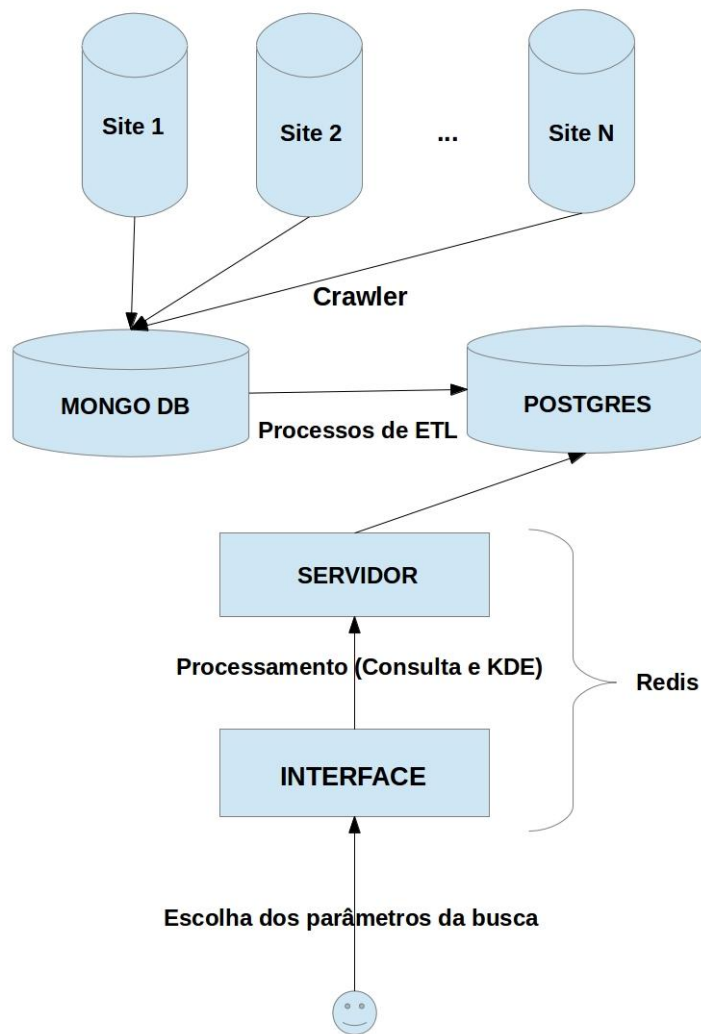 Site 1
Site 2
...
Site N
Crawler
MONGO DB
POSTGRES
Processos de ETL
SERVIDOR
Processamento (Consulta e KDE)
Redis
INTERFACE
Escolha dos parâmetros da busca